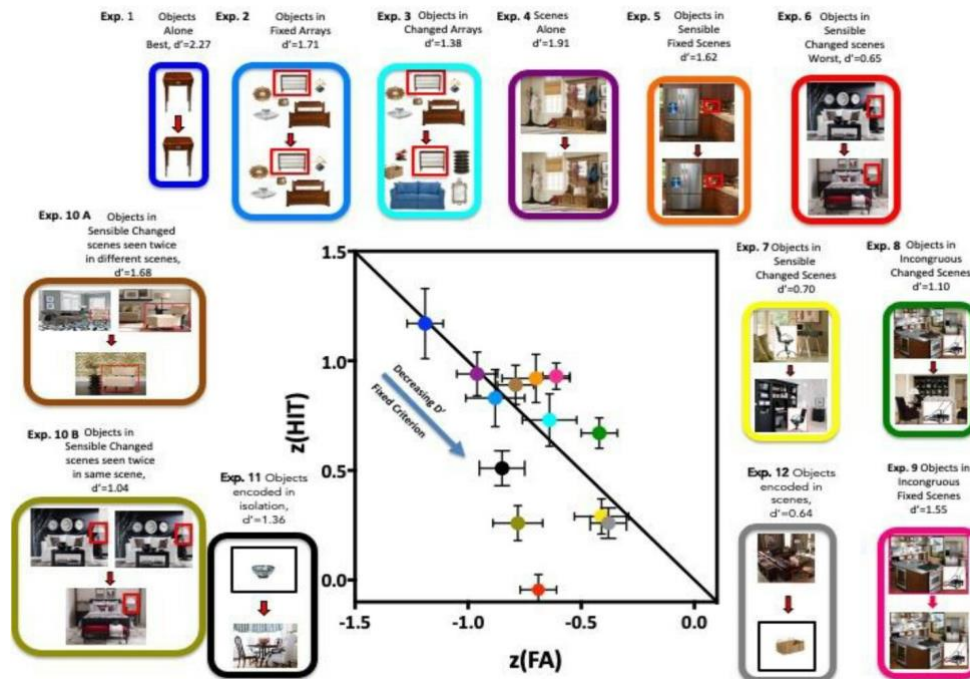 Exp. 1 Objects
Alone
Best, d'=2.27
Exp. 2 Objects in
Fixed Arrays
d'=1.71
Exp. 3 Objects in
Changed Arrays
d'=1.38
Exp. 4 Scenes
Alone
d'=1.91
Exp. 5 Objects in
Sensible
Fixed Scenes
d'=1.62
Exp. 6 Objects in
Sensible
Changed scenes
Worst, d'=0.65
Exp. 10 A Objects in
Sensible Changed
scenes seen twice
in different scenes,
d'=1.68
Exp. 7 Objects in
Sensible
Changed Scenes
d'=0.70
Exp. 8 Objects in
Incongruous
Changed Scenes
d'=1.10
Exp. 10 B Objects in
Sensible Changed
scenes seen twice
in same scene,
d'=1.04
Exp. 11 Objects
encoded in
isolation,
d'=1.36
Exp. 12 Objects
encoded in
scenes,
d'=0.64
Exp. 9 Objects in
Incongruous
Fixed Scenes
d'=1.55
z(HIT)
1.5
1.0
0.5
0.0
Decreasing D'
Fixed Criterion
-1.5
-1.0
-0.5
0.0
z(FA)